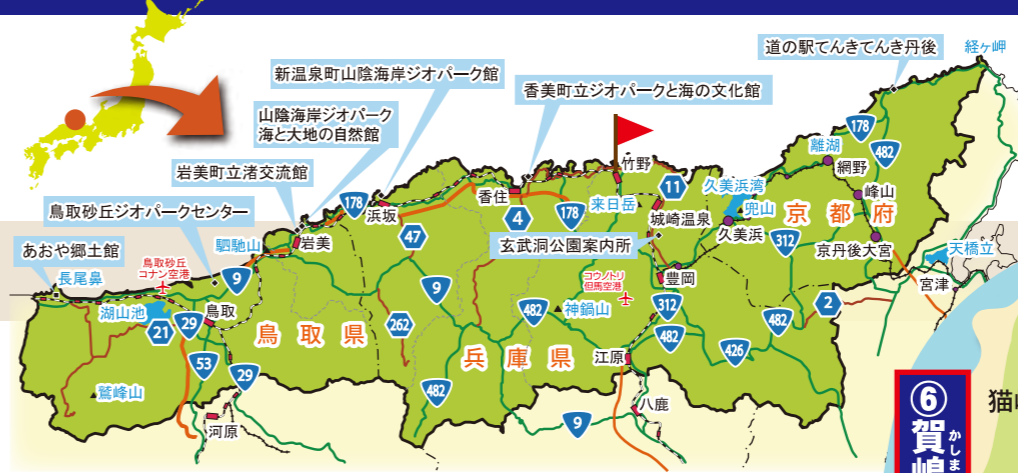 道の駅てんきてんき丹後
経ヶ岬
新温泉町山陰海岸ジオパーク館
香美町立ジオパークと海の文化館
山陰海岸ジオパーク
海と大地の自然館
岩美町立渚交流館
鳥取砂丘ジオパークセンター
あおや郷土館
玄武洞公園案内所
178
482
離湖
網野
峰山
竹野
11
久美浜湾
兜山
京都府
久美浜
312
京丹後大宮
天橋立
宮津
香住
4
178
来日岳
城崎温泉
178
浜坂
47
岩美
駟馳山
9
鳥取砂丘
コナン空港
長尾鼻
湖山池
21
29
鳥取
53
29
鷲峰山
河原
鳥取県
262
9
482
兵庫県
482
コウノトリ
但馬空港
神鍋山
豊岡
312
482
426
482
2
江原
八鹿
9
⑥賀嶋
かしま
猫